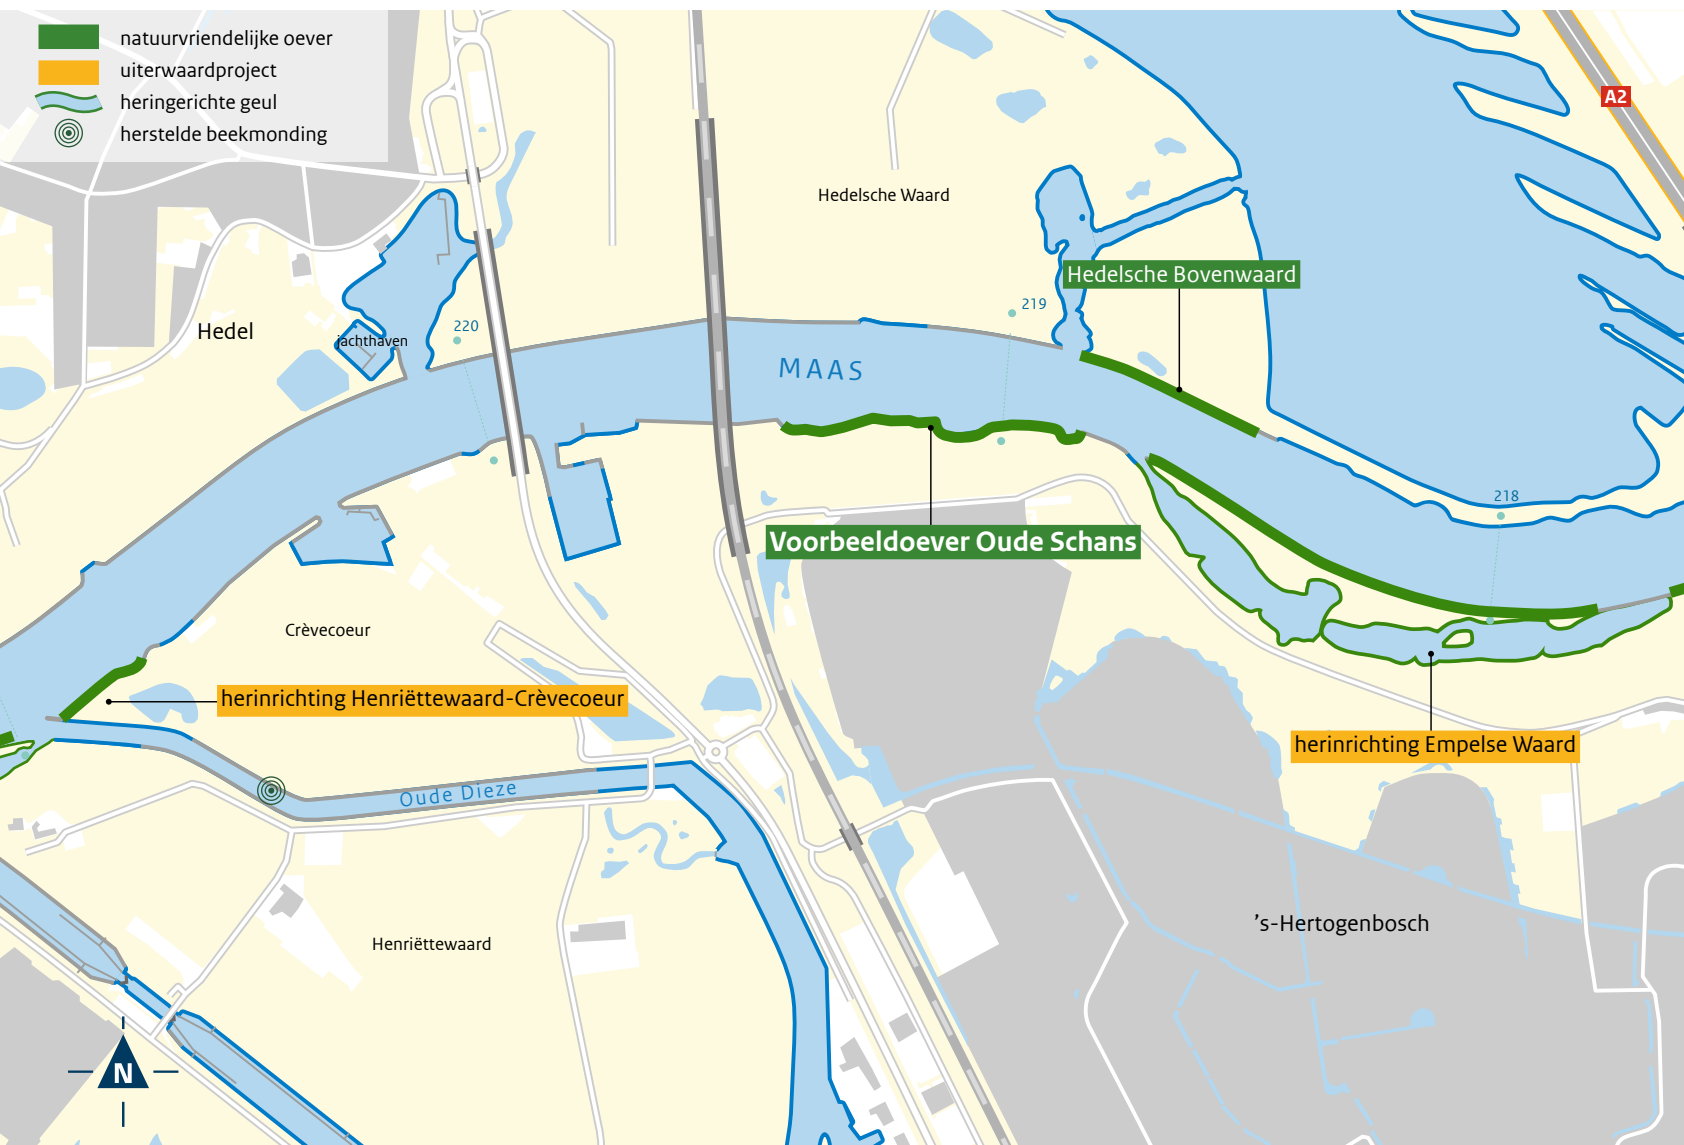 natuurvriendelijke oever
uiterwaardproject
heringerichte geul
herstelde beekmonding
A2
Hedelsche Waard
Hedelsche Bovenwaard
219
220
Hedel
jachthaven
MAAS
218
Voorbeeldoever Oude Schans
Crèvecoeur
herinrichting Henriëttewaard-Crèvecoeur
herinrichting Empelse Waard
Oude Dieze
's-Hertogenbosch
Henriëttewaard
N